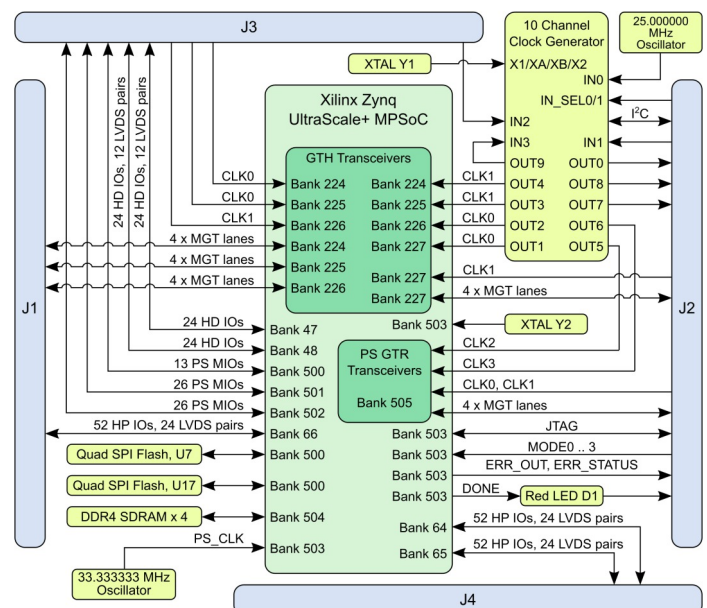 J3
10 Channel
Clock Generator
25.000000
MHz
Oscillator
XTAL Y1
X1/XA/XB/X2
IN0
IN_SEL0/1
I²C
IN2
IN1
IN3
OUT9
OUT0
OUT4
OUT8
OUT3
OUT7
OUT2
OUT6
OUT1
OUT5
24 HD IOs, 12 LVDS pairs
24 HD IOs, 12 LVDS pairs
Xilinx Zynq
UltraScale+ MPSoC
GTH Transceivers
CLK0
Bank 224
Bank 224
CLK1
CLK0
Bank 225
Bank 225
CLK1
CLK1
Bank 226
Bank 226
CLK0
4 x MGT lanes
Bank 224
Bank 227
CLK0
4 x MGT lanes
Bank 225
Bank 227
CLK1
4 x MGT lanes
Bank 226
Bank 227
4 x MGT lanes
J1
J2
24 HD IOs
Bank 47
Bank 503
XTAL Y2
24 HD IOs
Bank 48
CLK2
13 PS MIOs
Bank 500
PS GTR
Transceivers
CLK3
26 PS MIOs
Bank 501
CLK0, CLK1
26 PS MIOs
Bank 502
Bank 505
4 x MGT lanes
52 HP IOs, 24 LVDS pairs
Bank 66
Bank 503
JTAG
Quad SPI Flash, U7
Bank 500
Bank 503
MODE0 .. 3
Bank 503
ERR_OUT, ERR_STATUS
Quad SPI Flash, U17
Bank 500
Bank 503
DONE
Red LED D1
DDR4 SDRAM x 4
Bank 504
Bank 64
52 HP IOs, 24 LVDS pairs
PS_CLK
Bank 503
Bank 65
52 HP IOs, 24 LVDS pairs
33.333333 MHz
Oscillator
J4